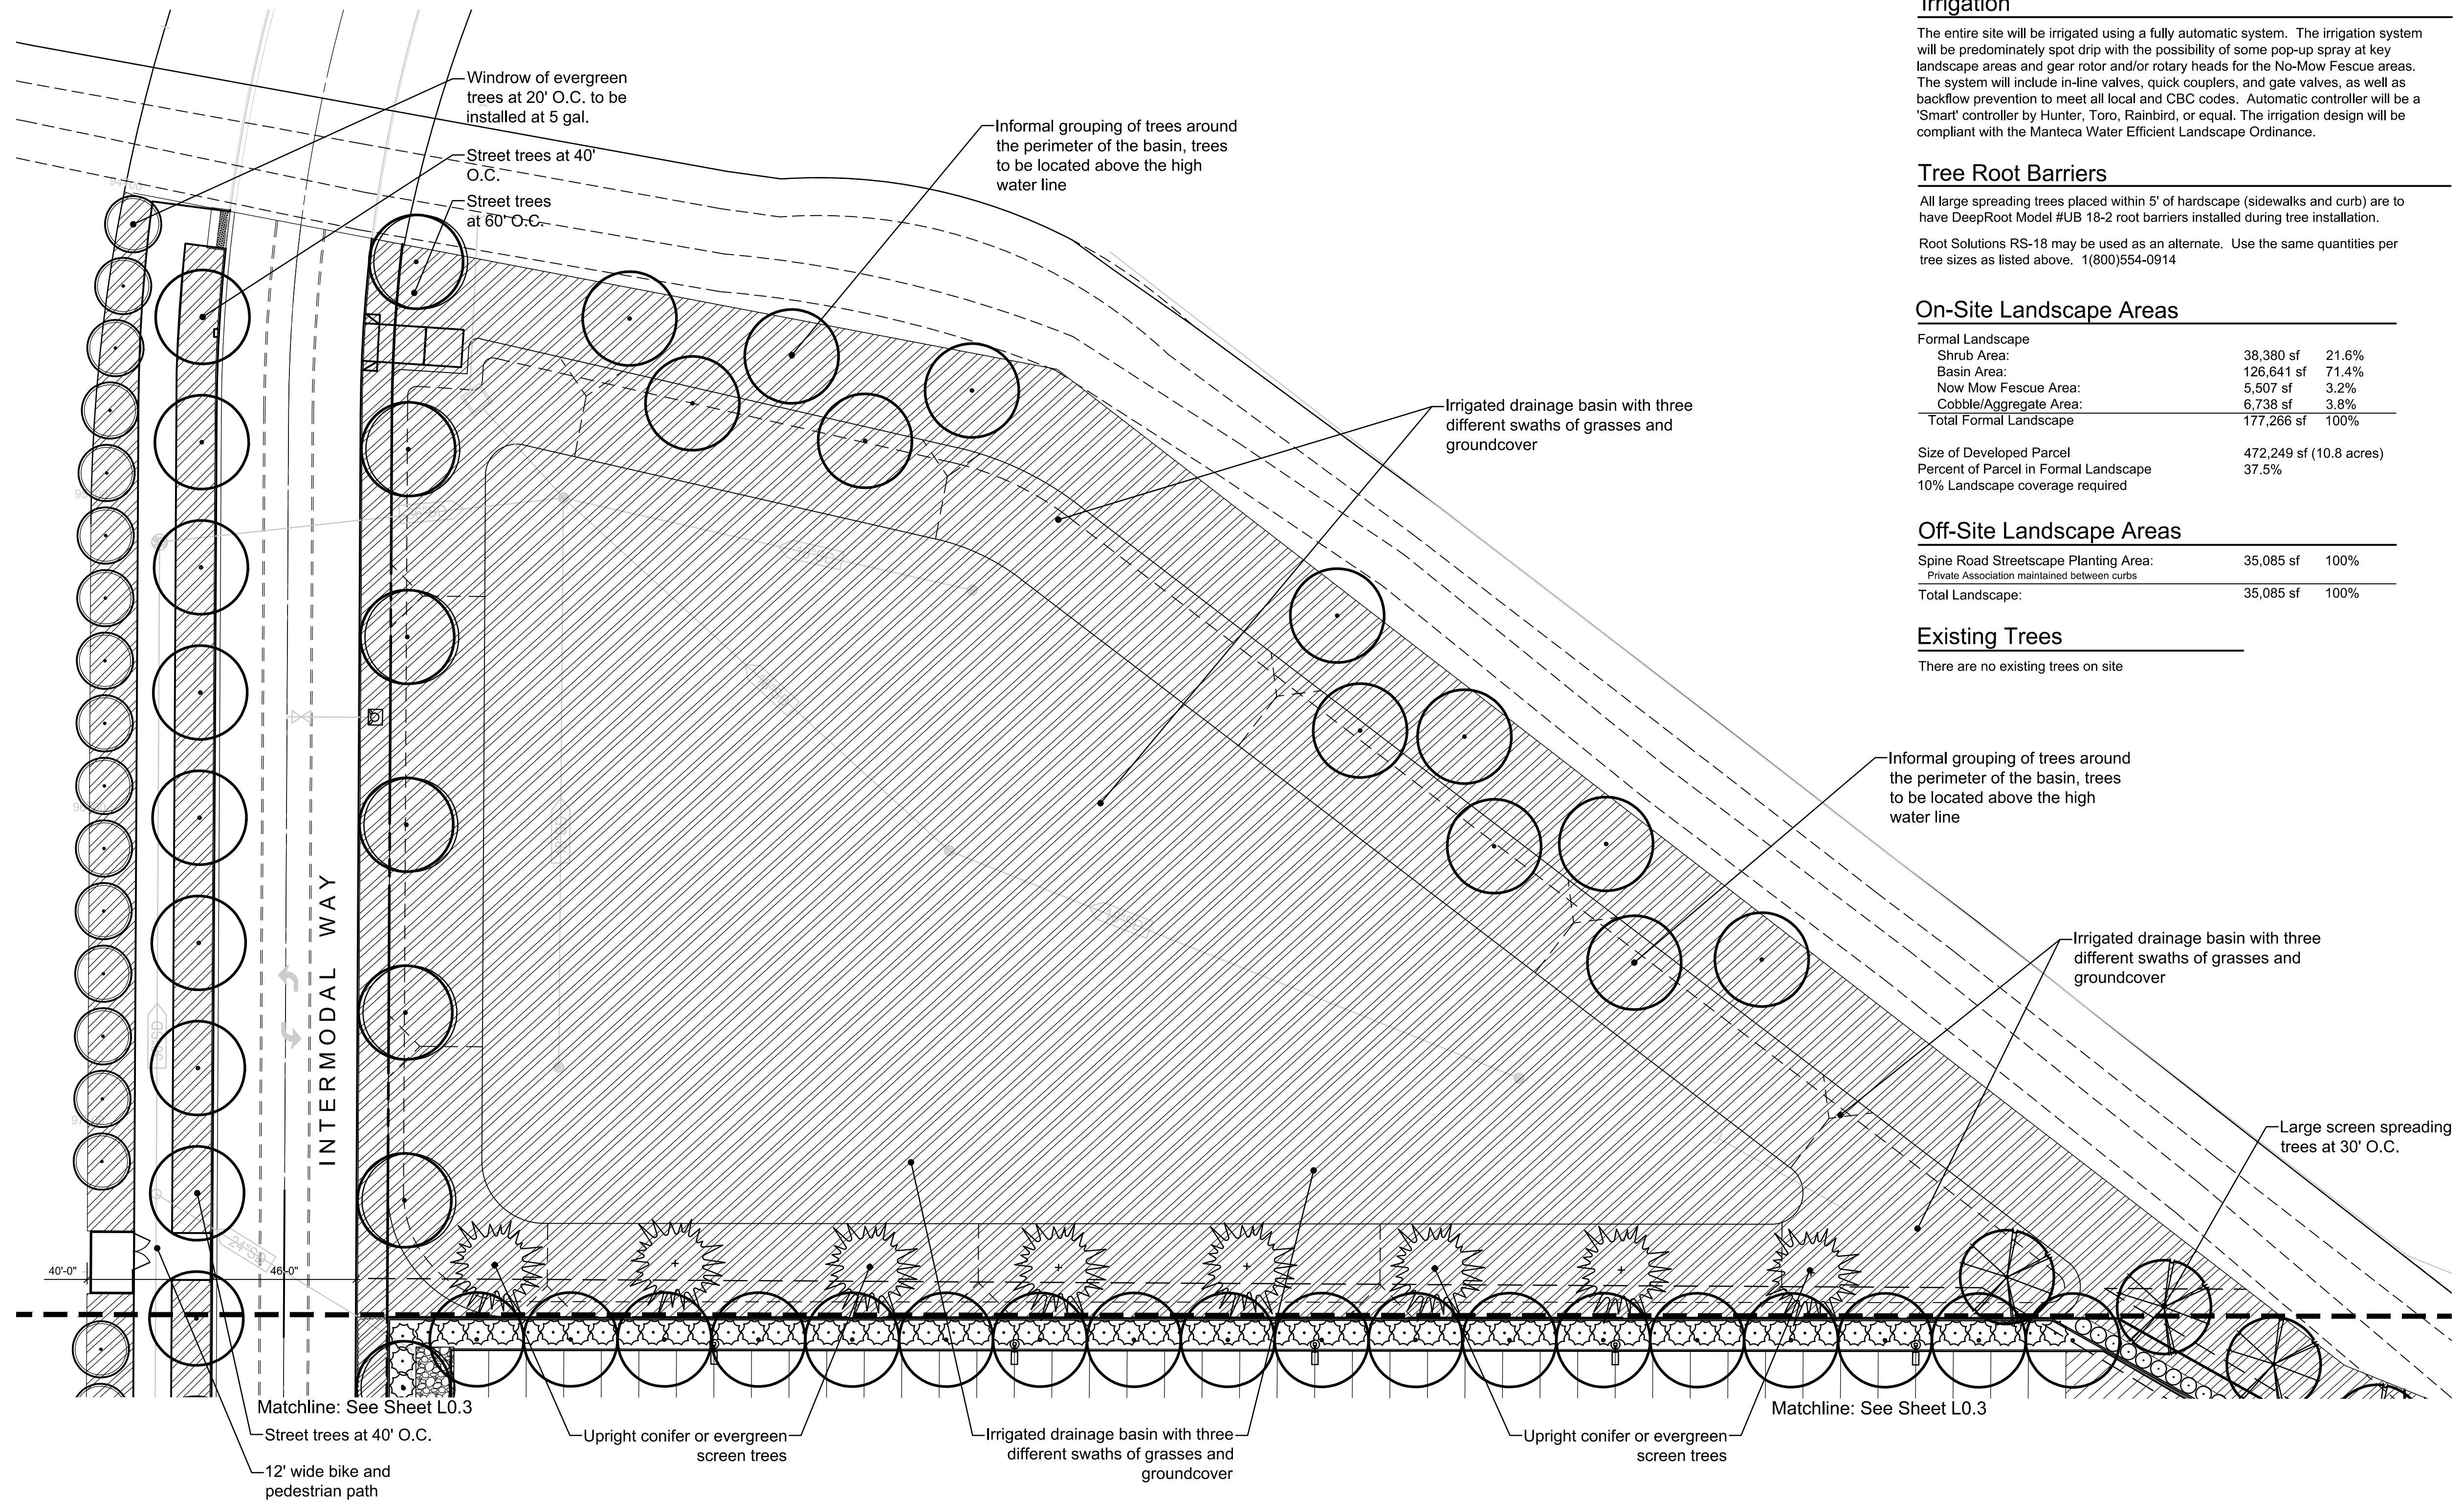 Irrigation
The entire site will be irrigated using a fully automatic system.  The irrigation system
will be predominately spot drip with the possibility of some pop-up spray at key
landscape areas and gear rotor and/or rotary heads for the No-Mow Fescue areas.
The system will include in-line valves, quick couplers, and gate valves, as well as
backflow prevention to meet all local and CBC codes.  Automatic controller will be a
'Smart' controller by Hunter, Toro, Rainbird, or equal. The irrigation design will be
compliant with the Manteca Water Efficient Landscape Ordinance.
Tree Root Barriers
All large spreading trees placed within 5' of hardscape (sidewalks and curb) are to
have DeepRoot Model #UB 18-2 root barriers installed during tree installation.
Root Solutions RS-18 may be used as an alternate.  Use the same quantities per
tree sizes as listed above.  1(800)554-0914
On-Site Landscape Areas
Formal Landscape
Shrub Area: 38,380 sf 21.6%
Basin Area: 126,641 sf 71.4%
Now Mow Fescue Area: 5,507 sf 3.2%
Cobble/Aggregate Area: 6,738 sf 3.8%
Total Formal Landscape 177,266 sf 100%
Size of Developed Parcel 472,249 sf (10.8 acres)
Percent of Parcel in Formal Landscape 37.5%
10% Landscape coverage required
Off-Site Landscape Areas
Spine Road Streetscape Planting Area: 35,085 sf 100%
Private Association maintained between curbs
Total Landscape: 35,085 sf 100%
Existing Trees
There are no existing trees on site
Windrow of evergreen
trees at 20' O.C. to be
installed at 5 gal.
Street trees at 40'
O.C.
Street trees
at 60' O.C.
Informal grouping of trees around
the perimeter of the basin, trees
to be located above the high
water line
Irrigated drainage basin with three
different swaths of grasses and
groundcover
Informal grouping of trees around
the perimeter of the basin, trees
to be located above the high
water line
Irrigated drainage basin with three
different swaths of grasses and
groundcover
Large screen spreading
trees at 30' O.C.
INTERMODAL WAY
24"SD
40'-0"
46'-0"
Matchline: See Sheet L0.3
Matchline: See Sheet L0.3
Street trees at 40' O.C.
12' wide bike and
pedestrian path
Upright conifer or evergreen
screen trees
Irrigated drainage basin with three
different swaths of grasses and
groundcover
Upright conifer or evergreen
screen trees